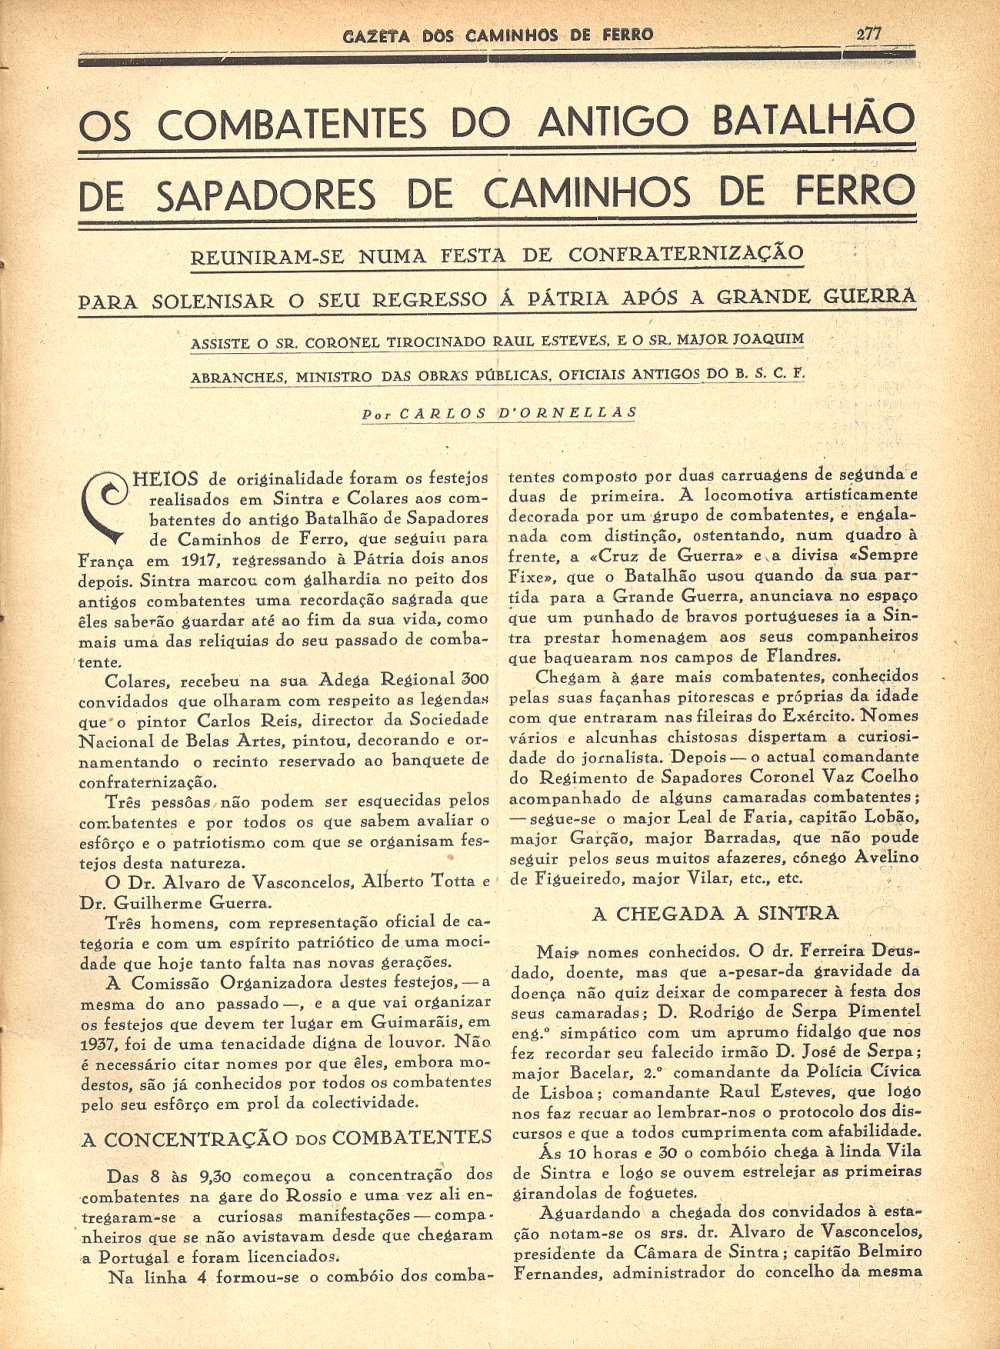 GAZETA DOS CAMINHOS DE FERRO 277
OS COMBATENTES DO ANTIGO BATALHÃO
DE SAPADORES DE CAMINHOS DE FERRO
REUNIRAM-SE NUMA FESTA DE CONFRATERNIZAÇÃO
PARA SOLENISAR O SEU REGRESSO Á PÁTRIA APÓS A GRANDE GUERRA
ASSISTE O SR. CORONEL TIROCINADO RAUL ESTEVES, E O SR. MAJOR JOAQUIM
ABRANCHES, MINISTRO DAS OBRAS PÚBLICAS, OFICIAIS ANTIGOS DO B. S. C. F.
Por CARLOS D'ORNELLAS
CHEIOS de originalidade foram os festejos
realisados em Sintra e Colares aos com-
batentes do antigo Batalhão de Sapadores
de Caminhos de Ferro, que seguiu para
França em 1917, regressando à Pátria dois anos
depois. Sintra marcou com galhardia no peito dos
antigos combatentes uma recordação sagrada que
êles saberão guardar até ao fim da sua vida, como
mais uma das reliquias do seu passado de comba-
tente.
Colares, recebeu na sua Adega Regional 300
convidados que olharam com respeito as legendas
que o pintor Carlos Reis, director da Sociedade
Nacional de Belas Artes, pintou, decorando e or-
namentando o recinto reservado ao banquete de
confraternização.
Três pessôas não podem ser esquecidas pelos
combatentes e por todos os que sabem avaliar o
esfôrço e o patriotismo com que se organisam fes-
tejos desta natureza.
O Dr. Alvaro de Vasconcelos, Alberto Totta e
Dr. Guilherme Guerra.
Três homens, com representação oficial de ca-
tegoria e com um espírito patriótico de uma moci-
dade que hoje tanto falta nas novas gerações.
A Comissão Organizadora destes festejos, — a
mesma do ano passado —, e a que vai organizar
os festejos que devem ter lugar em Guimarãis, em
1937, foi de uma tenacidade digna de louvor. Não
é necessário citar nomes por que êles, embora mo-
destos, são já conhecidos por todos os combatentes
pelo seu esfôrço em prol da colectividade.
A CONCENTRAÇÃO DOS COMBATENTES
Das 8 às 9,30 começou a concentração dos
combatentes na gare do Rossio e uma vez ali en-
tregaram-se a curiosas manifestações — compa-
nheiros que se não avistavam desde que chegaram
a Portugal e foram licenciados.
Na linha 4 formou-se o combóio dos comba-
tentes composto por duas carruagens de segunda e
duas de primeira. A locomotiva artisticamente
decorada por um grupo de combatentes, e engala-
nada com distinção, ostentando, num quadro à
frente, a «Cruz de Guerra» e a divisa «Sempre
Fixe», que o Batalhão usou quando da sua par-
tida para a Grande Guerra, anunciava no espaço
que um punhado de bravos portugueses ia a Sin-
tra prestar homenagem aos seus companheiros
que baquearam nos campos de Flandres.
Chegam à gare mais combatentes, conhecidos
pelas suas façanhas pitorescas e próprias da idade
com que entraram nas fileiras do Exército. Nomes
vários e alcunhas chistosas dispertam a curiosi-
dade do jornalista. Depois — o actual comandante
do Regimento de Sapadores Coronel Vaz Coelho
acompanhado de alguns camaradas combatentes;
— segue-se o major Leal de Faria, capitão Lobão,
major Garção, major Barradas, que não poude
seguir pelos seus muitos afazeres, cónego Avelino
de Figueiredo, major Vilar, etc., etc.
A CHEGADA A SINTRA
Mais nomes conhecidos. O dr. Ferreira Deus-
dado, doente, mas que a-pesar-da gravidade da
doença não quiz deixar de comparecer à festa dos
seus camaradas; D. Rodrigo de Serpa Pimentel
eng.º simpático com um aprumo fidalgo que nos
fez recordar seu falecido irmão D. José de Serpa;
major Bacelar, 2.º comandante da Polícia Cívica
de Lisboa; comandante Raul Esteves, que logo
nos faz recuar ao lembrar-nos o protocolo dos dis-
cursos e que a todos cumprimenta com afabilidade.
Ás 10 horas e 30 o combóio chega à linda Vila
de Sintra e logo se ouvem estrelejar as primeiras
girandolas de foguetes.
Aguardando a chegada dos convidados à esta-
ção notam-se os srs. dr. Alvaro de Vasconcelos,
presidente da Câmara de Sintra; capitão Belmiro
Fernandes, administrador do concelho da mesma